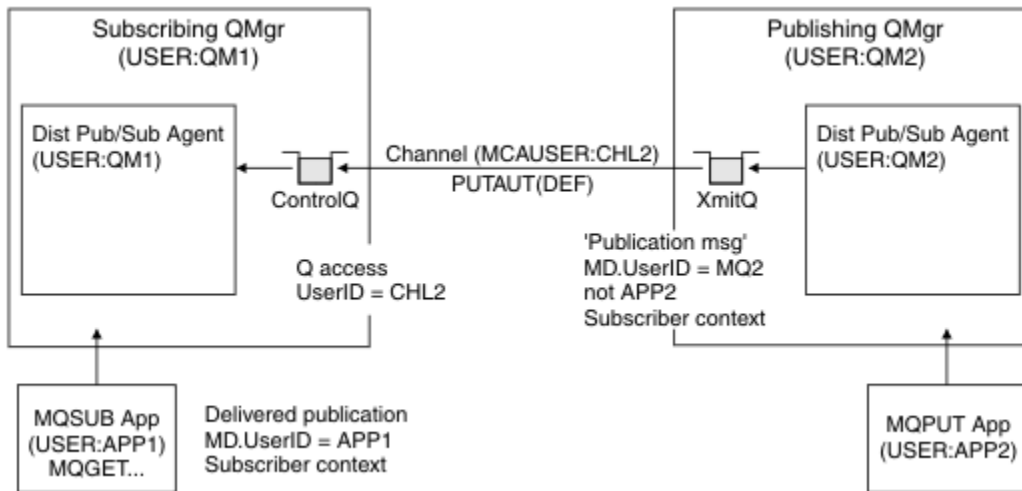 Subscribing QMgr
(USER:QM1)
Publishing QMgr
(USER:QM2)
Dist Pub/Sub Agent
(USER:QM1)
ControlQ
Channel (MCAUSER:CHL2)
PUTAUT(DEF)
XmitQ
Dist Pub/Sub Agent
(USER:QM2)
Q access
UserID = CHL2
'Publication msg'
MD.UserID = MQ2
not APP2
Subscriber context
MQSUB App
(USER:APP1)
MQGET...
Delivered publication
MD.UserID = APP1
Subscriber context
MQPUT App
(USER:APP2)